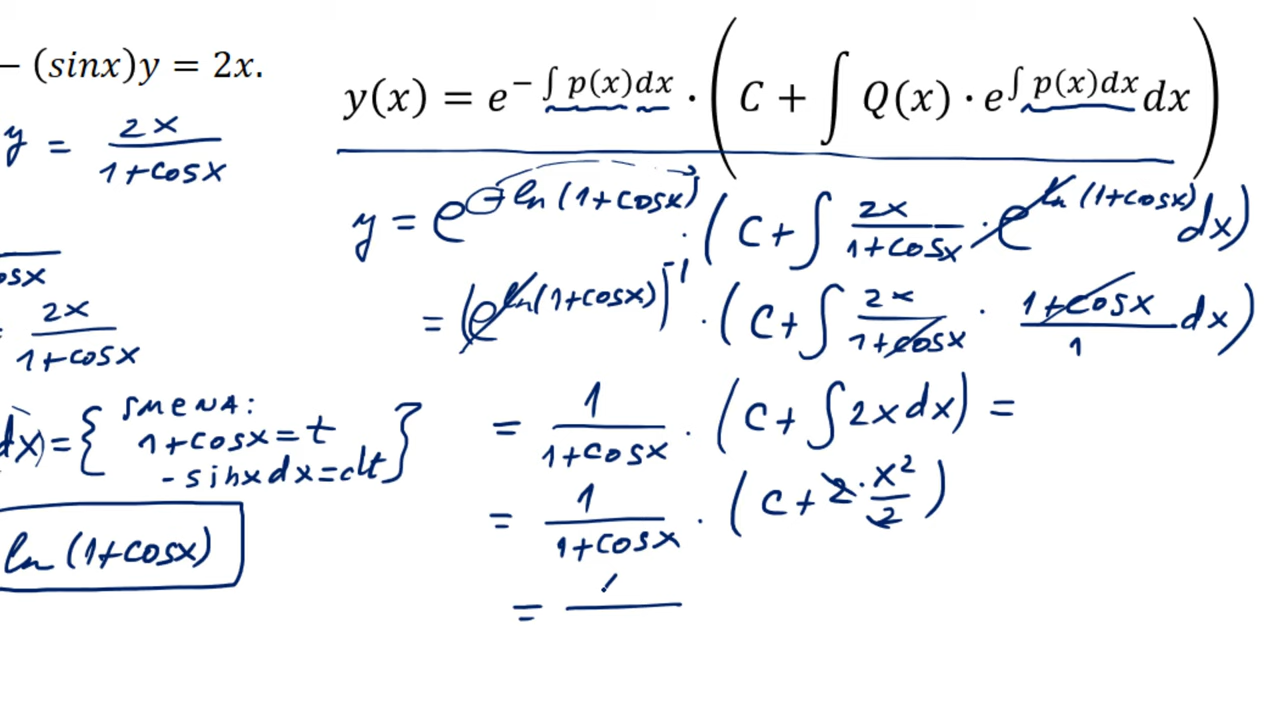 − (sinx)y = 2x.
y = 2x / 1+cosx
osx
= 2x / 1+cosx
dx) = { SMENA: 1+cosx = t
-sinx dx = dt }
ln (1+cosx)
y(x) = e^{−∫ p(x)dx} · ( C + ∫ Q(x) · e^{∫ p(x)dx} dx )
y = e^{-ln(1+cosx)} · (C + ∫ 2x / 1+cosx · e^{ln(1+cosx)} dx)
= (e^{ln(1+cosx)})^{-1} · (C + ∫ 2x / 1+cosx · 1+cosx / 1 dx)
= 1 / 1+cosx · (C + ∫ 2x dx) =
= 1 / 1+cosx · (C + 2 · x² / 2)
=